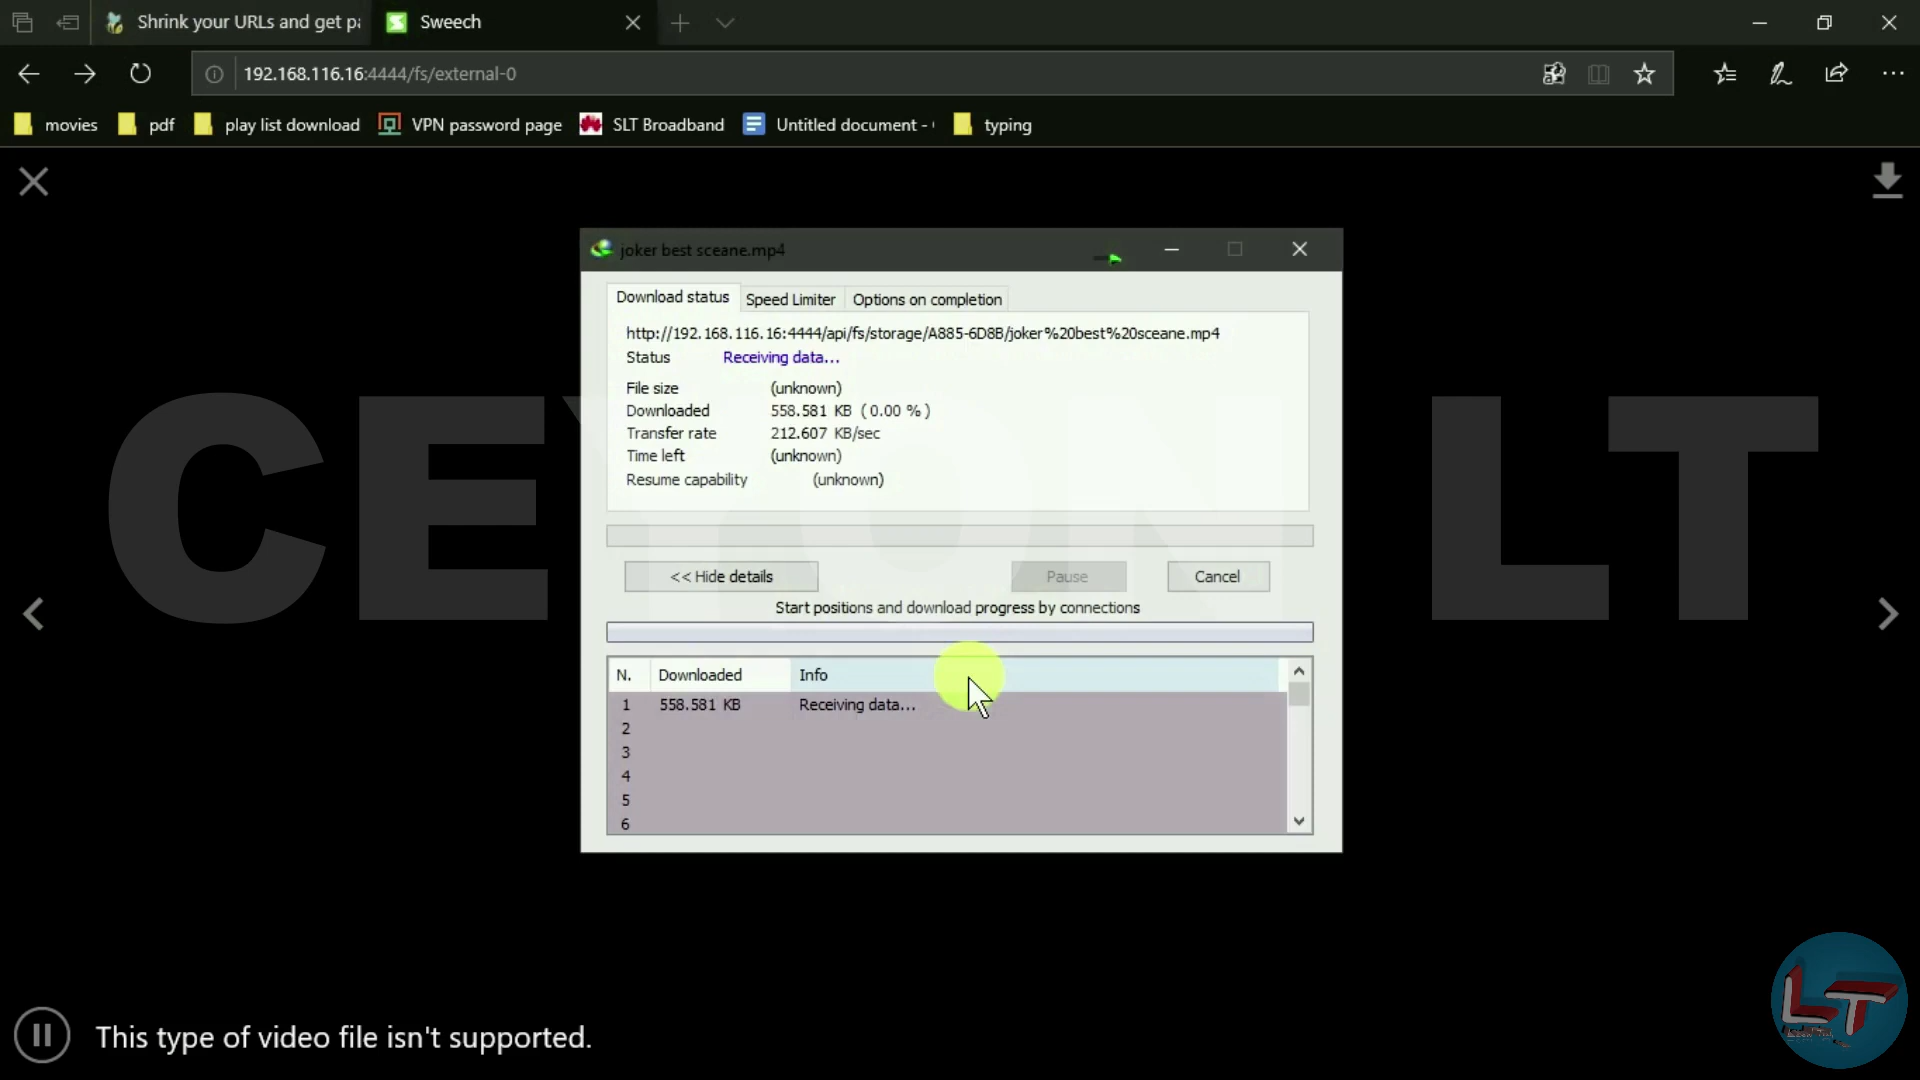 Shrink your URLs and get pa
Sweech
192.168.116.16:4444/fs/external-0
movies
pdf
play list download
VPN password page
SLT Broadband
Untitled document -
typing
joker best sceane.mp4
Download status
Speed Limiter
Options on completion
http://192.168.116.16:4444/api/fs/storage/A885-6D8B/joker%20best%20sceane.mp4
Status Receiving data...
File size (unknown)
Downloaded 558.581 KB ( 0.00 % )
Transfer rate 212.607 KB/sec
Time left (unknown)
Resume capability (unknown)
CEYON LT
<< Hide details
Pause
Cancel
Start positions and download progress by connections
N. Downloaded Info
1 558.581 KB Receiving data...
2
3
4
5
6
This type of video file isn't supported.
LT